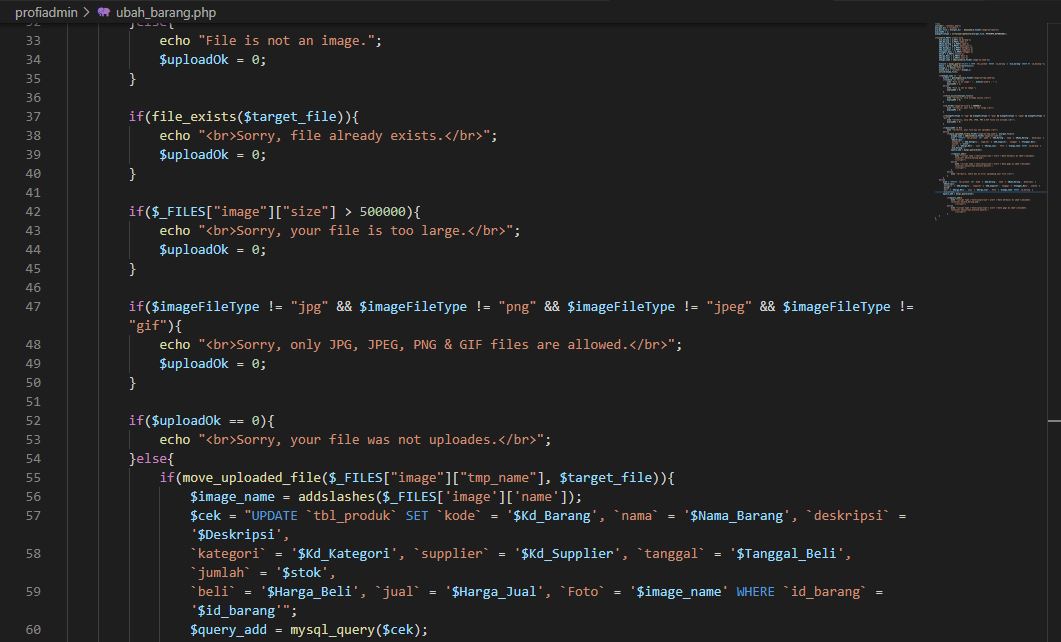 profiadmin > ubah_barang.php
32 }else{
33 echo "File is not an image.";
34 $uploadOk = 0;
35 }
36
37 if(file_exists($target_file)){
38 echo "<br>Sorry, file already exists.</br>";
39 $uploadOk = 0;
40 }
41
42 if($_FILES["image"]["size"] > 500000){
43 echo "<br>Sorry, your file is too large.</br>";
44 $uploadOk = 0;
45 }
46
47 if($imageFileType != "jpg" && $imageFileType != "png" && $imageFileType != "jpeg" && $imageFileType !=
"gif"){
48 echo "<br>Sorry, only JPG, JPEG, PNG & GIF files are allowed.</br>";
49 $uploadOk = 0;
50 }
51
52 if($uploadOk == 0){
53 echo "<br>Sorry, your file was not uploades.</br>";
54 }else{
55 if(move_uploaded_file($_FILES["image"]["tmp_name"], $target_file)){
56 $image_name = addslashes($_FILES['image']['name']);
57 $cek = "UPDATE `tbl_produk` SET `kode` = '$Kd_Barang', `nama` = '$Nama_Barang', `deskripsi` =
'$Deskripsi',
58 `kategori` = '$Kd_Kategori', `supplier` = '$Kd_Supplier', `tanggal` = '$Tanggal_Beli',
`jumlah` = '$stok',
59 `beli` = '$Harga_Beli', `jual` = '$Harga_Jual', `Foto` = '$image_name' WHERE `id_barang` =
'$id_barang'";
60 $query_add = mysql_query($cek);